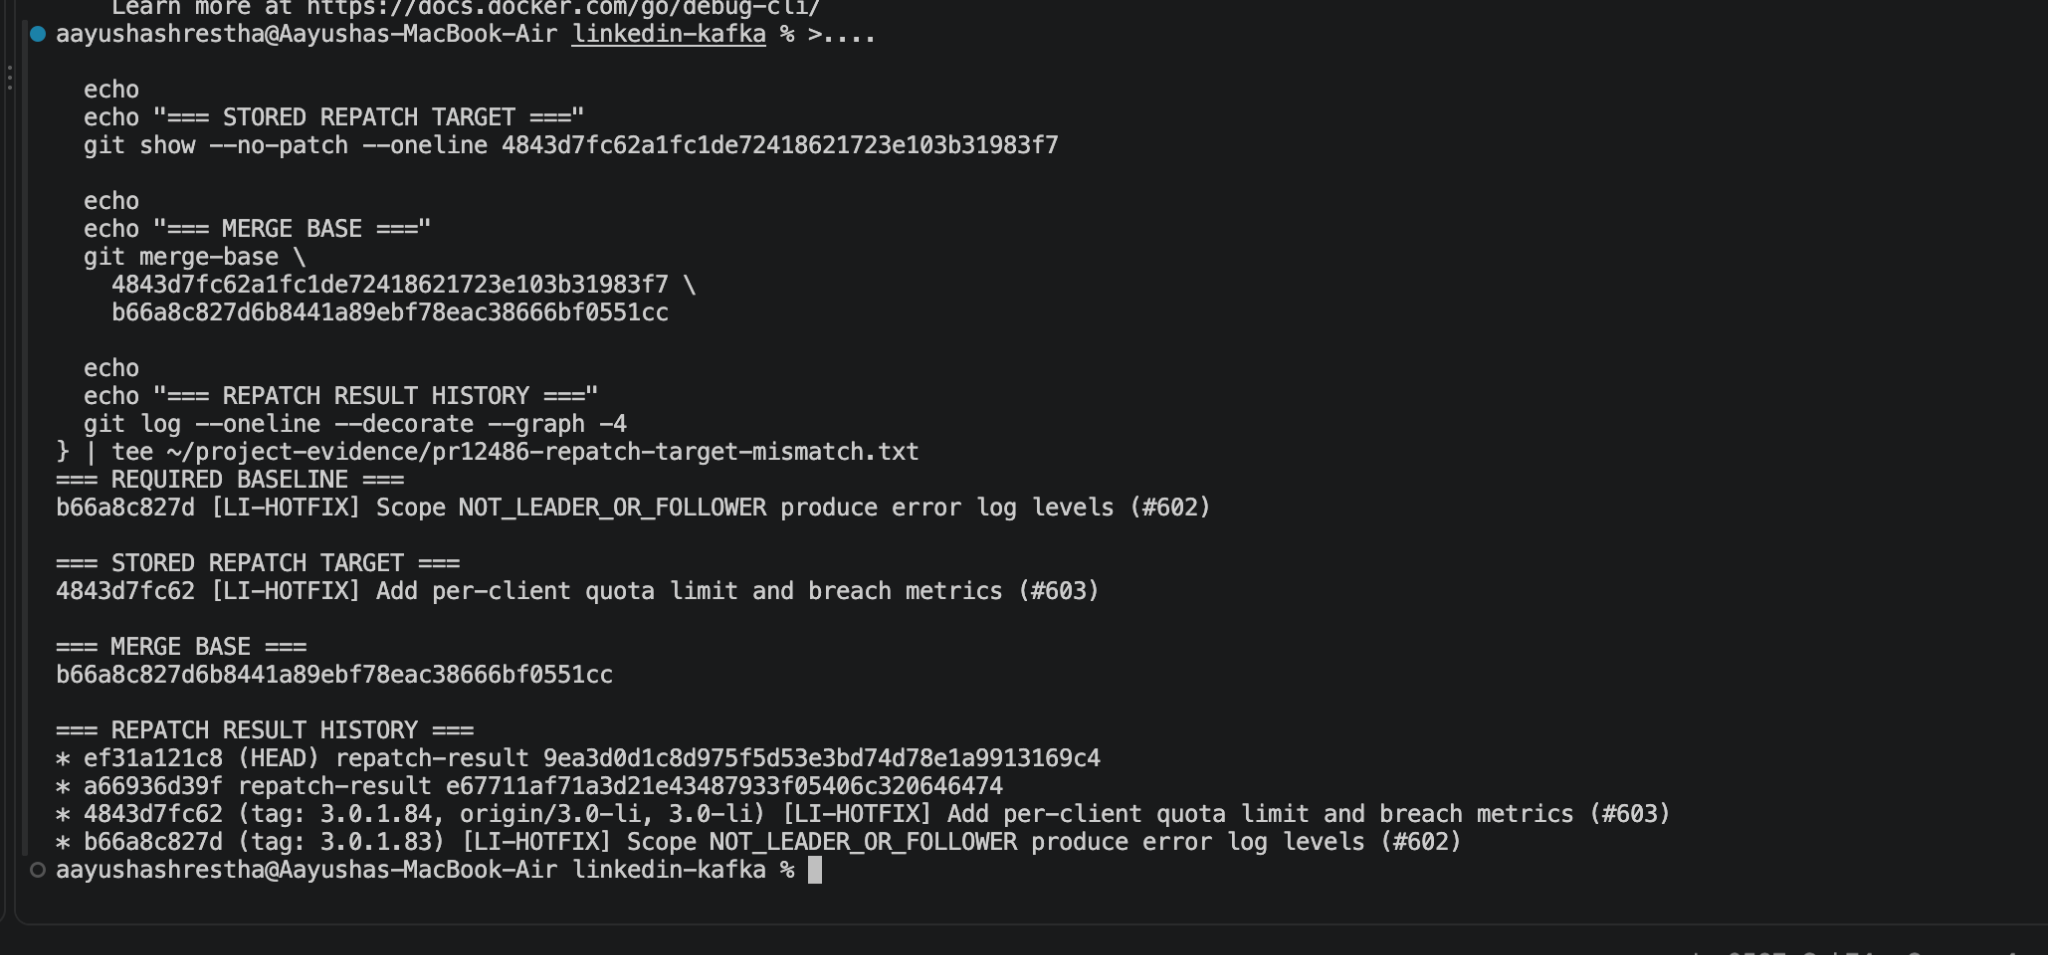 Learn more at https://docs.docker.com/go/debug-cli/
aayushashrestha@Aayushas-MacBook-Air linkedin-kafka % >....
echo
echo "=== STORED REPATCH TARGET ==="
git show --no-patch --oneline 4843d7fc62a1fc1de72418621723e103b31983f7
echo
echo "=== MERGE BASE ==="
git merge-base \
4843d7fc62a1fc1de72418621723e103b31983f7 \
b66a8c827d6b8441a89ebf78eac38666bf0551cc
echo
echo "=== REPATCH RESULT HISTORY ==="
git log --oneline --decorate --graph -4
} | tee ~/project-evidence/pr12486-repatch-target-mismatch.txt
=== REQUIRED BASELINE ===
b66a8c827d [LI-HOTFIX] Scope NOT_LEADER_OR_FOLLOWER produce error log levels (#602)
=== STORED REPATCH TARGET ===
4843d7fc62 [LI-HOTFIX] Add per-client quota limit and breach metrics (#603)
=== MERGE BASE ===
b66a8c827d6b8441a89ebf78eac38666bf0551cc
=== REPATCH RESULT HISTORY ===
* ef31a121c8 (HEAD) repatch-result 9ea3d0d1c8d975f5d53e3bd74d78e1a9913169c4
* a66936d39f repatch-result e67711af71a3d21e43487933f05406c320646474
* 4843d7fc62 (tag: 3.0.1.84, origin/3.0-li, 3.0-li) [LI-HOTFIX] Add per-client quota limit and breach metrics (#603)
* b66a8c827d (tag: 3.0.1.83) [LI-HOTFIX] Scope NOT_LEADER_OR_FOLLOWER produce error log levels (#602)
aayushashrestha@Aayushas-MacBook-Air linkedin-kafka %